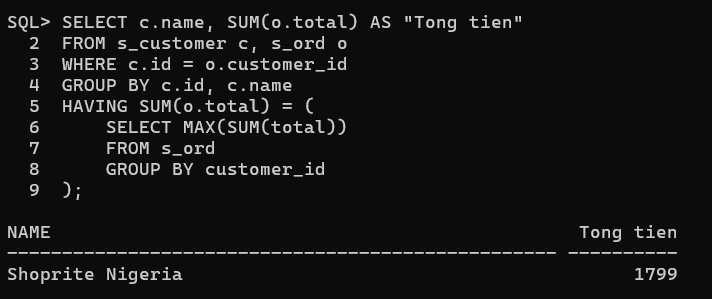 SQL> SELECT c.name, SUM(o.total) AS "Tong tien"
  2  FROM s_customer c, s_ord o
  3  WHERE c.id = o.customer_id
  4  GROUP BY c.id, c.name
  5  HAVING SUM(o.total) = (
  6      SELECT MAX(SUM(total))
  7      FROM s_ord
  8      GROUP BY customer_id
  9  );
NAME                                                Tong tien
-------------------------------------------------- ----------
Shoprite Nigeria                                         1799